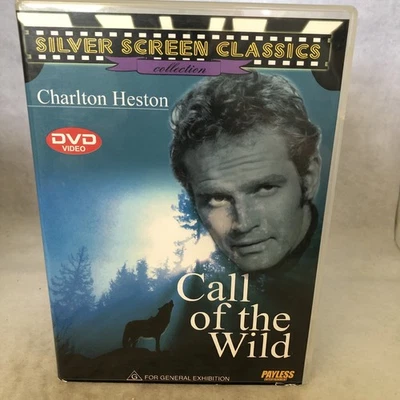 SILVER SCREEN CLASSICS
collection
Charlton Heston
DVD
VIDEO
Call
of the
Wild
G FOR GENERAL EXHIBITION
PAYLESS